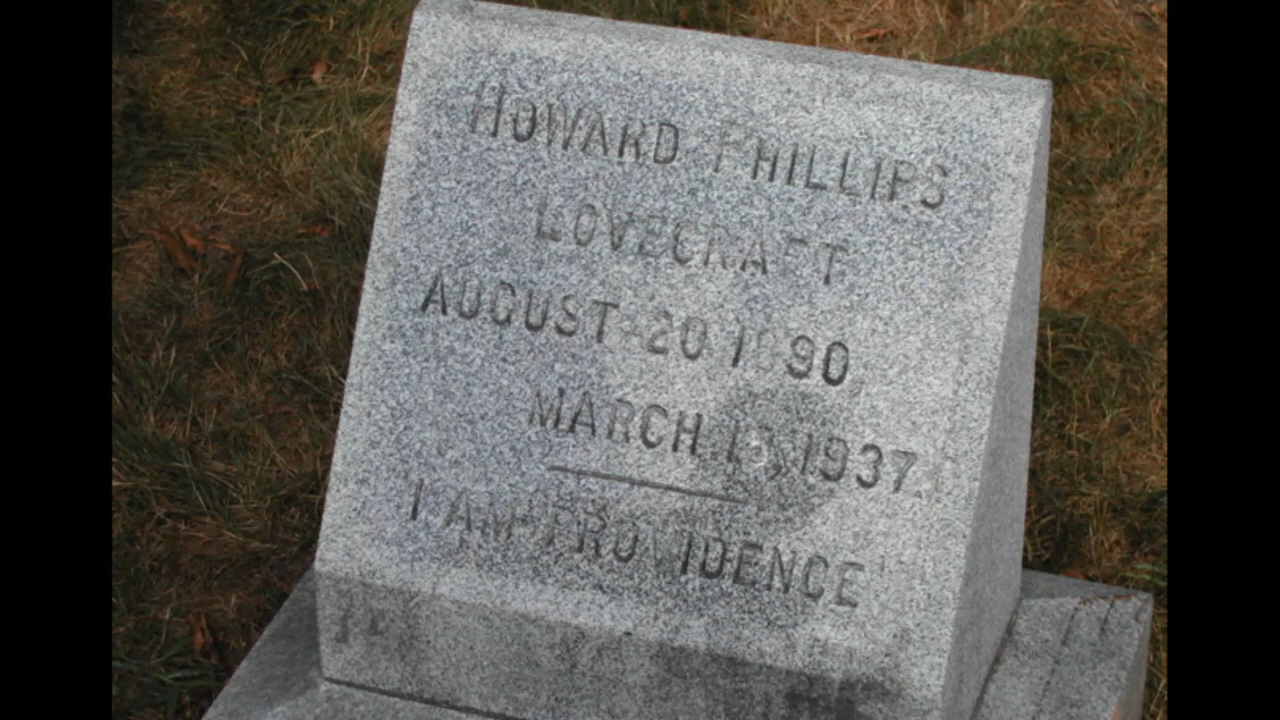 HOWARD PHILLIPS
LOVECRAFT
AUGUST 20 1890
MARCH 15, 1937
I AM PROVIDENCE